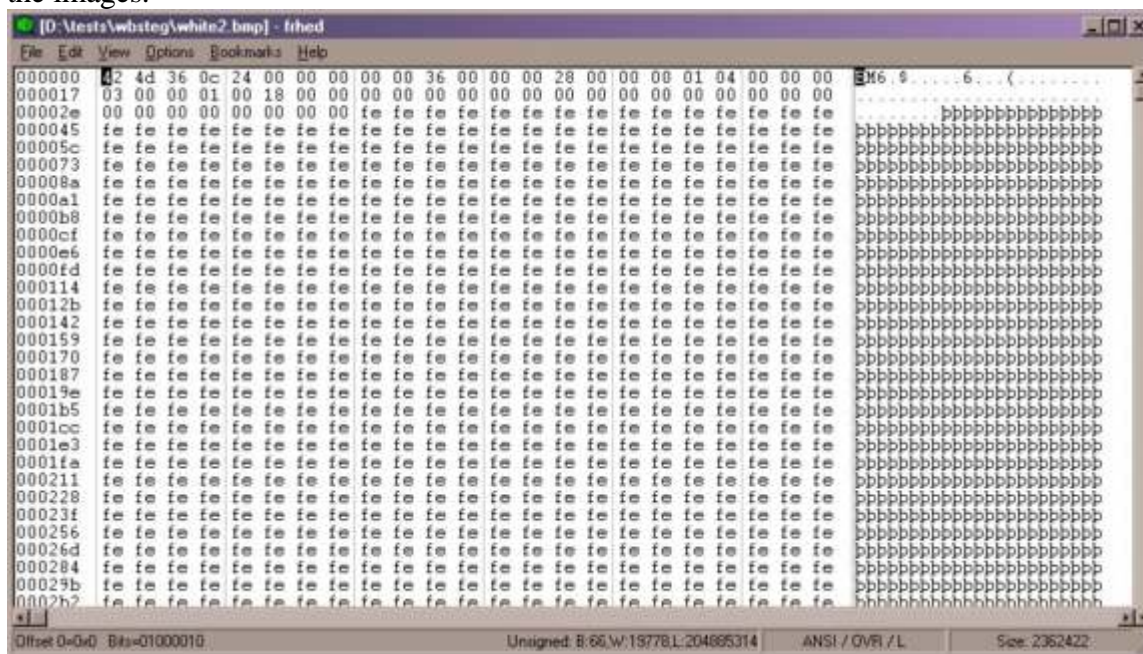 the images.
[D:\tests\wbsteg\white2.bmp] - frhed
File Edit View Options Bookmarks Help
000000 42 4d 36 0c 24 00 00 00 00 00 36 00 00 00 28 00 00 00 01 04 00 00 00 BM6.$.....6...(........
000017 03 00 00 01 00 18 00 00 00 00 00 00 00 00 00 00 00 00 00 00 00 00 00 .......................
00002e 00 00 00 00 00 00 00 00 fe fe fe fe fe fe fe fe fe fe fe fe fe fe fe ........þþþþþþþþþþþþþþþ
000045 fe fe fe fe fe fe fe fe fe fe fe fe fe fe fe fe fe fe fe fe fe fe fe þþþþþþþþþþþþþþþþþþþþþþþ
00005c fe fe fe fe fe fe fe fe fe fe fe fe fe fe fe fe fe fe fe fe fe fe fe þþþþþþþþþþþþþþþþþþþþþþþ
000073 fe fe fe fe fe fe fe fe fe fe fe fe fe fe fe fe fe fe fe fe fe fe fe þþþþþþþþþþþþþþþþþþþþþþþ
00008a fe fe fe fe fe fe fe fe fe fe fe fe fe fe fe fe fe fe fe fe fe fe fe þþþþþþþþþþþþþþþþþþþþþþþ
0000a1 fe fe fe fe fe fe fe fe fe fe fe fe fe fe fe fe fe fe fe fe fe fe fe þþþþþþþþþþþþþþþþþþþþþþþ
0000b8 fe fe fe fe fe fe fe fe fe fe fe fe fe fe fe fe fe fe fe fe fe fe fe þþþþþþþþþþþþþþþþþþþþþþþ
0000cf fe fe fe fe fe fe fe fe fe fe fe fe fe fe fe fe fe fe fe fe fe fe fe þþþþþþþþþþþþþþþþþþþþþþþ
0000e6 fe fe fe fe fe fe fe fe fe fe fe fe fe fe fe fe fe fe fe fe fe fe fe þþþþþþþþþþþþþþþþþþþþþþþ
0000fd fe fe fe fe fe fe fe fe fe fe fe fe fe fe fe fe fe fe fe fe fe fe fe þþþþþþþþþþþþþþþþþþþþþþþ
000114 fe fe fe fe fe fe fe fe fe fe fe fe fe fe fe fe fe fe fe fe fe fe fe þþþþþþþþþþþþþþþþþþþþþþþ
00012b fe fe fe fe fe fe fe fe fe fe fe fe fe fe fe fe fe fe fe fe fe fe fe þþþþþþþþþþþþþþþþþþþþþþþ
000142 fe fe fe fe fe fe fe fe fe fe fe fe fe fe fe fe fe fe fe fe fe fe fe þþþþþþþþþþþþþþþþþþþþþþþ
000159 fe fe fe fe fe fe fe fe fe fe fe fe fe fe fe fe fe fe fe fe fe fe fe þþþþþþþþþþþþþþþþþþþþþþþ
000170 fe fe fe fe fe fe fe fe fe fe fe fe fe fe fe fe fe fe fe fe fe fe fe þþþþþþþþþþþþþþþþþþþþþþþ
000187 fe fe fe fe fe fe fe fe fe fe fe fe fe fe fe fe fe fe fe fe fe fe fe þþþþþþþþþþþþþþþþþþþþþþþ
00019e fe fe fe fe fe fe fe fe fe fe fe fe fe fe fe fe fe fe fe fe fe fe fe þþþþþþþþþþþþþþþþþþþþþþþ
0001b5 fe fe fe fe fe fe fe fe fe fe fe fe fe fe fe fe fe fe fe fe fe fe fe þþþþþþþþþþþþþþþþþþþþþþþ
0001cc fe fe fe fe fe fe fe fe fe fe fe fe fe fe fe fe fe fe fe fe fe fe fe þþþþþþþþþþþþþþþþþþþþþþþ
0001e3 fe fe fe fe fe fe fe fe fe fe fe fe fe fe fe fe fe fe fe fe fe fe fe þþþþþþþþþþþþþþþþþþþþþþþ
0001fa fe fe fe fe fe fe fe fe fe fe fe fe fe fe fe fe fe fe fe fe fe fe fe þþþþþþþþþþþþþþþþþþþþþþþ
000211 fe fe fe fe fe fe fe fe fe fe fe fe fe fe fe fe fe fe fe fe fe fe fe þþþþþþþþþþþþþþþþþþþþþþþ
000228 fe fe fe fe fe fe fe fe fe fe fe fe fe fe fe fe fe fe fe fe fe fe fe þþþþþþþþþþþþþþþþþþþþþþþ
00023f fe fe fe fe fe fe fe fe fe fe fe fe fe fe fe fe fe fe fe fe fe fe fe þþþþþþþþþþþþþþþþþþþþþþþ
000256 fe fe fe fe fe fe fe fe fe fe fe fe fe fe fe fe fe fe fe fe fe fe fe þþþþþþþþþþþþþþþþþþþþþþþ
00026d fe fe fe fe fe fe fe fe fe fe fe fe fe fe fe fe fe fe fe fe fe fe fe þþþþþþþþþþþþþþþþþþþþþþþ
000284 fe fe fe fe fe fe fe fe fe fe fe fe fe fe fe fe fe fe fe fe fe fe fe þþþþþþþþþþþþþþþþþþþþþþþ
00029b fe fe fe fe fe fe fe fe fe fe fe fe fe fe fe fe fe fe fe fe fe fe fe þþþþþþþþþþþþþþþþþþþþþþþ
0002b2 fe fe fe fe fe fe fe fe fe fe fe fe fe fe fe fe fe fe fe fe fe fe fe þþþþþþþþþþþþþþþþþþþþþþþ
Offset 0=0x0 Bits=01000010 Unsigned: B:66,W:19778,L:204885314 ANSI / OVR / L Size: 2362422